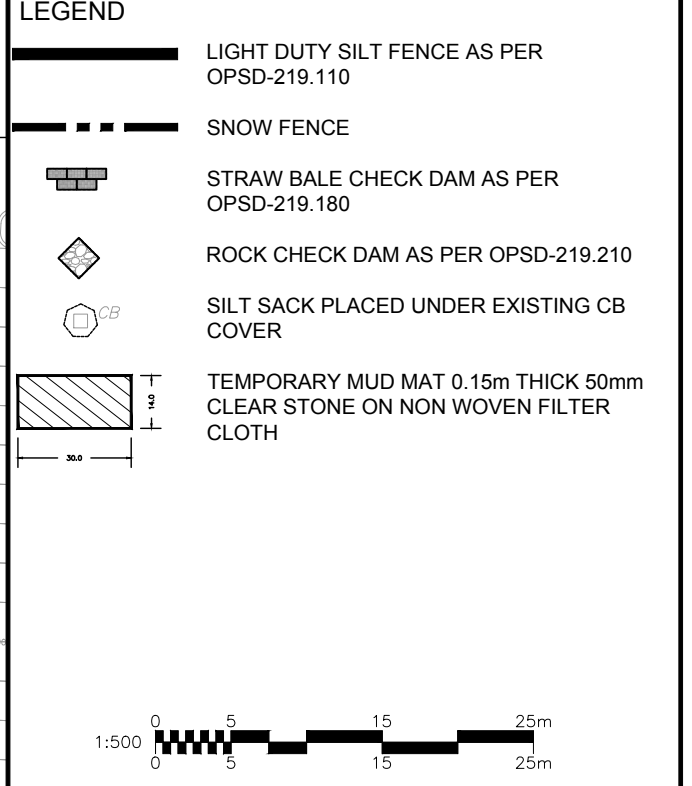 LEGEND
LIGHT DUTY SILT FENCE AS PER
OPSD-219.110
SNOW FENCE
STRAW BALE CHECK DAM AS PER
OPSD-219.180
ROCK CHECK DAM AS PER OPSD-219.210
CB
SILT SACK PLACED UNDER EXISTING CB
COVER
TEMPORARY MUD MAT 0.15m THICK 50mm
CLEAR STONE ON NON WOVEN FILTER
CLOTH
14.0
30.0
0 5 15 25m
1:500
0 5 15 25m